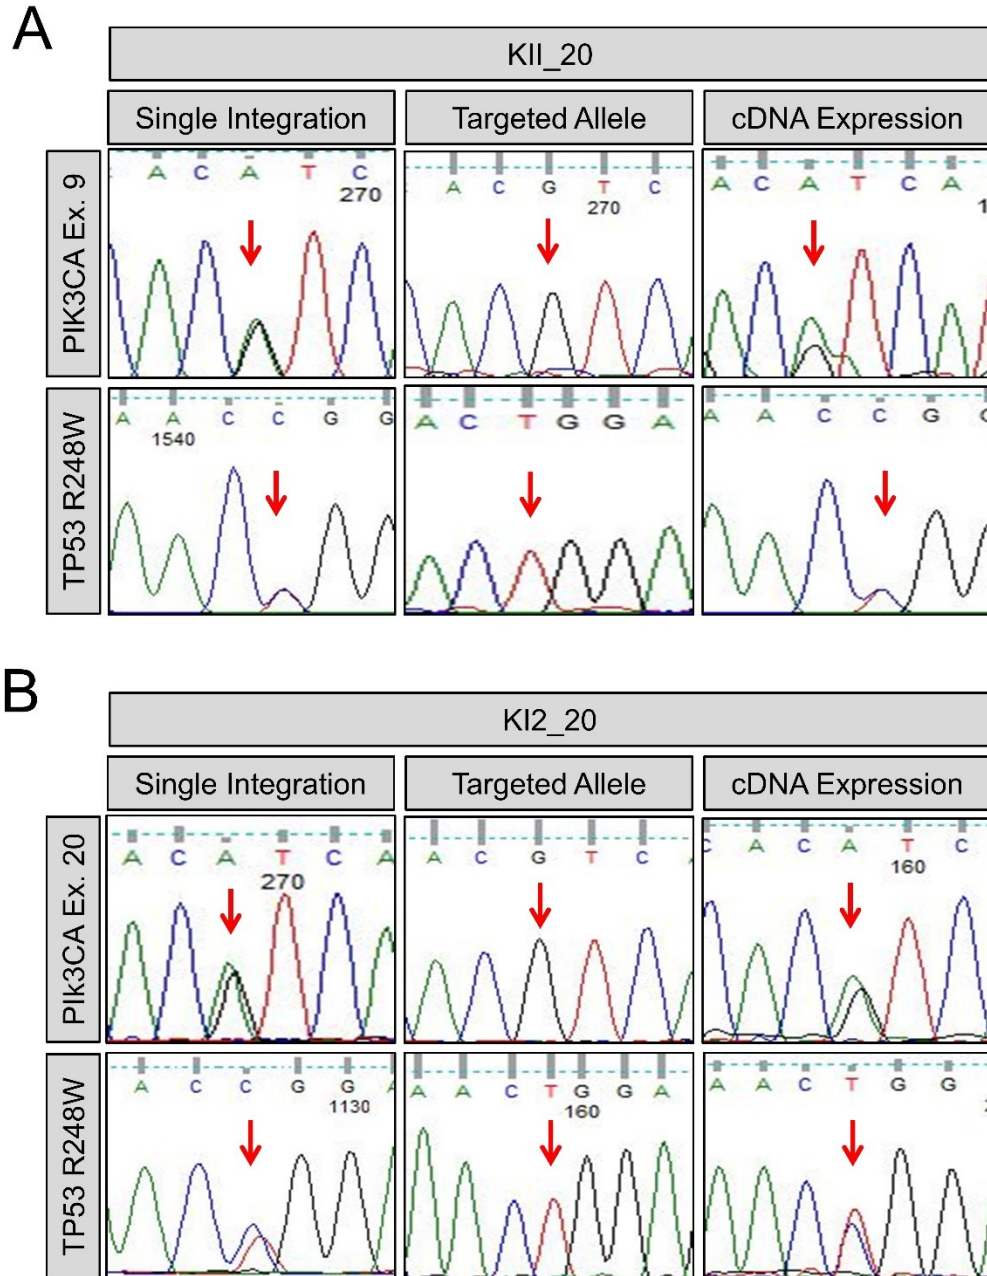 A
KII_20
Single Integration
Targeted Allele
cDNA Expression
PIK3CA Ex. 9
A C A T C
270
A C G T C
270
A C A T C A
TP53 R248W
A A C C G G
1540
A C T G G A
A A C C G
B
KI2_20
Single Integration
Targeted Allele
cDNA Expression
PIk3CA Ex. 20
A C A T C A
270
A C G T C
C A C A T C
160
TP53 R248W
A C C G G
1130
A A C T G G A
160
A A C T G G